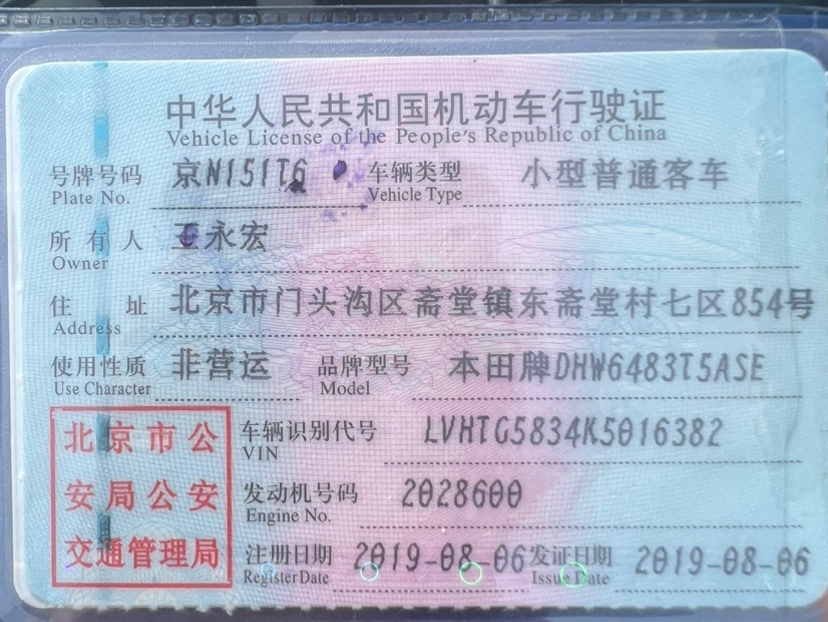 中华人民共和国机动车行驶证
Vehicle License of the People's Republic of China
号牌号码 京N151T6 车辆类型 小型普通客车
Plate No. Vehicle Type
所有人 王永宏
Owner
住址 北京市门头沟区斋堂镇东斋堂村七区854号
Address
使用性质 非营运 品牌型号 本田牌DHW6483T5ASE
Use Character Model
北京市公 车辆识别代号 LVHTG5834K5016382
VIN
安局公安 发动机号码 2028600
Engine No.
交通管理局 注册日期 2019-08-06 发证日期 2019-08-06
Register Date Issue Date